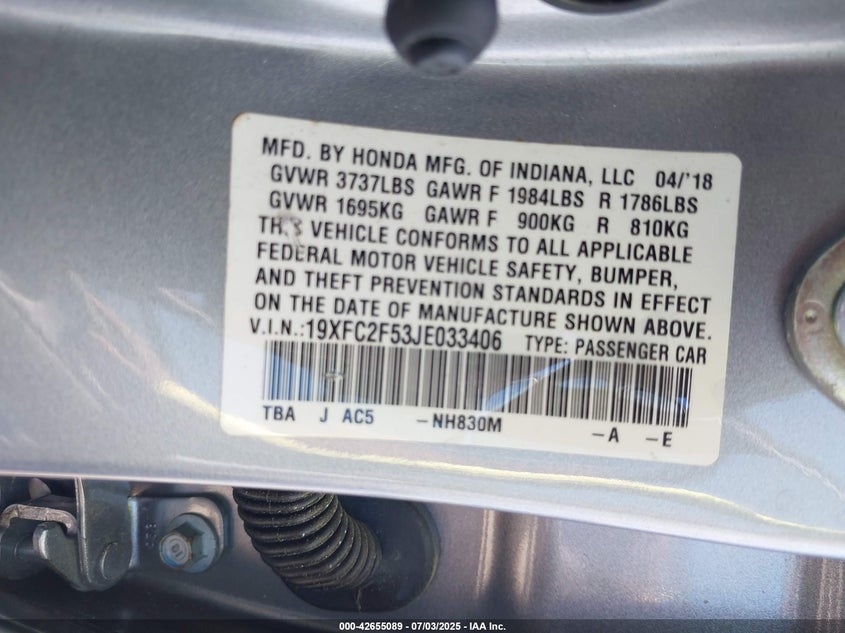 MFD. BY HONDA MFG. OF INDIANA, LLC 04/'18
GVWR 3737LBS GAWR F 1984LBS R 1786LBS
GVWR 1695KG GAWR F 900KG R 810KG
THIS VEHICLE CONFORMS TO ALL APPLICABLE
FEDERAL MOTOR VEHICLE SAFETY, BUMPER,
AND THEFT PREVENTION STANDARDS IN EFFECT
ON THE DATE OF MANUFACTURE SHOWN ABOVE.
V.I.N.:19XFC2F53JE033406 TYPE: PASSENGER CAR
TBA J AC5 -NH830M -A -E
000-42655089 - 07/03/2025 - IAA Inc.